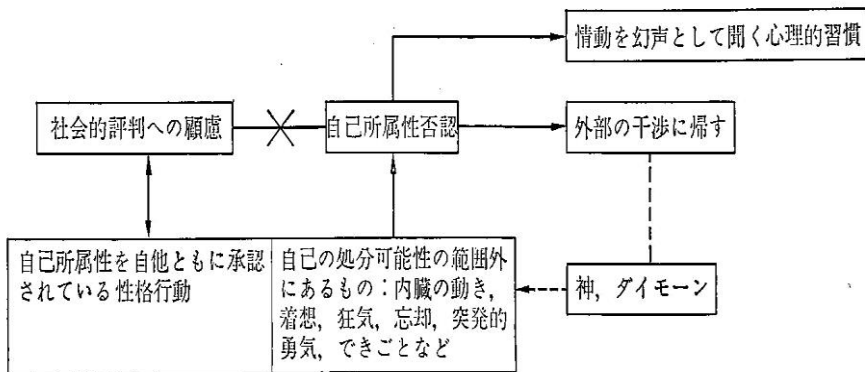 情動を幻声として聞く心理的習慣
社会的評判への顧慮
自己所属性否認
外部の干渉に帰す
自己所属性を自他ともに承認
されている性格行動
自己の処分可能性の範囲外
にあるもの：内臓の動き，
着想，狂気，忘却，突発的
勇気，できごとなど
神，ダイモーン